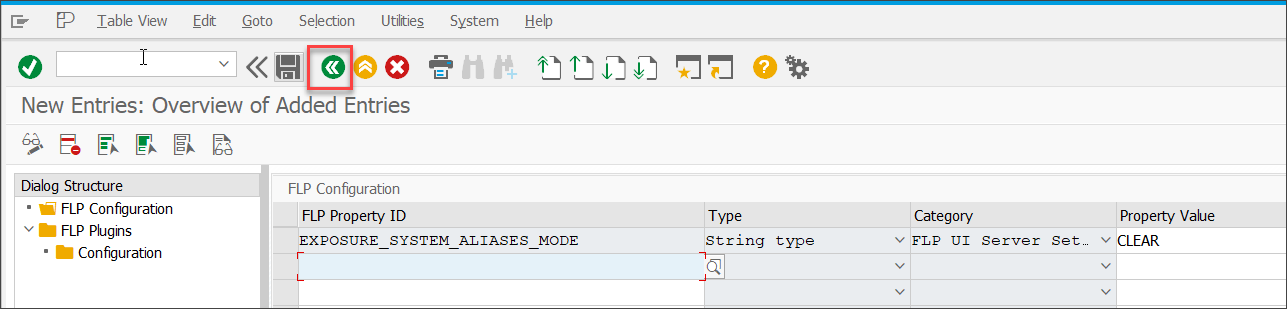 Table View Edit Goto Selection Utilities System Help
New Entries: Overview of Added Entries
Dialog Structure
FLP Configuration
FLP Plugins
Configuration
FLP Configuration
FLP Property ID Type Category Property Value
EXPOSURE_SYSTEM_ALIASES_MODE String type FLP UI Server Set… CLEAR